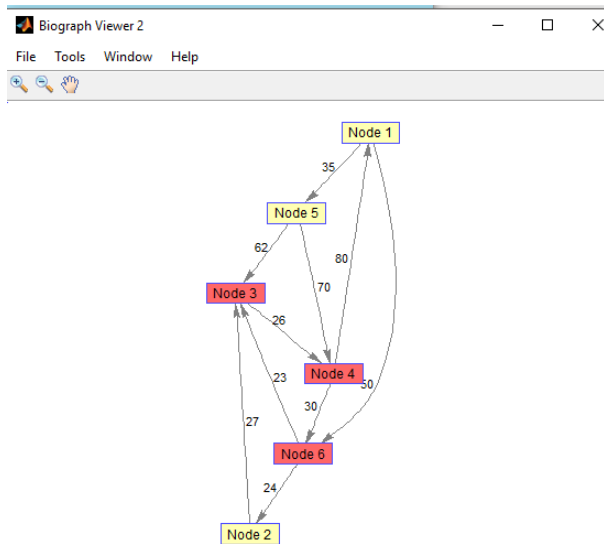 Biograph Viewer 2
File Tools Window Help
Node 1
35
Node 5
62
80
70
Node 3
26
Node 4
23
50
30
27
Node 6
24
Node 2